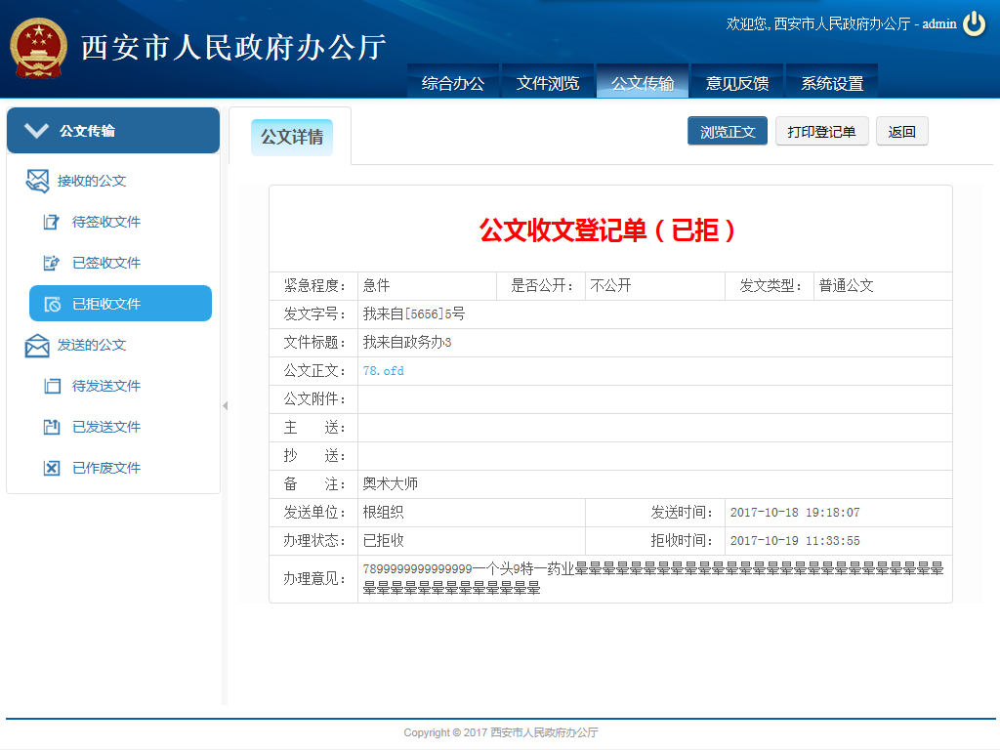 欢迎您, 西安市人民政府办公厅 - admin
西安市人民政府办公厅
综合办公 文件浏览 公文传输 意见反馈 系统设置
公文传输
接收的公文
待签收文件
已签收文件
已拒收文件
发送的公文
待发送文件
已发送文件
已作废文件
公文详情
浏览正文 打印登记单 返回
公文收文登记单（已拒）
紧急程度： 急件 是否公开： 不公开 发文类型： 普通公文
发文字号： 我来自[5656]5号
文件标题： 我来自政务办3
公文正文： 78.ofd
公文附件：
主 送：
抄 送：
备 注： 奥术大师
发送单位： 根组织 发送时间： 2017-10-18 19:18:07
办理状态： 已拒收 拒收时间： 2017-10-19 11:33:55
办理意见： 7899999999999999一个头9特一药业晕晕晕晕晕晕晕晕晕晕晕晕晕晕晕晕晕晕晕晕晕晕晕晕晕晕晕
晕晕晕晕晕晕晕晕晕晕晕晕晕
Copyright © 2017 西安市人民政府办公厅